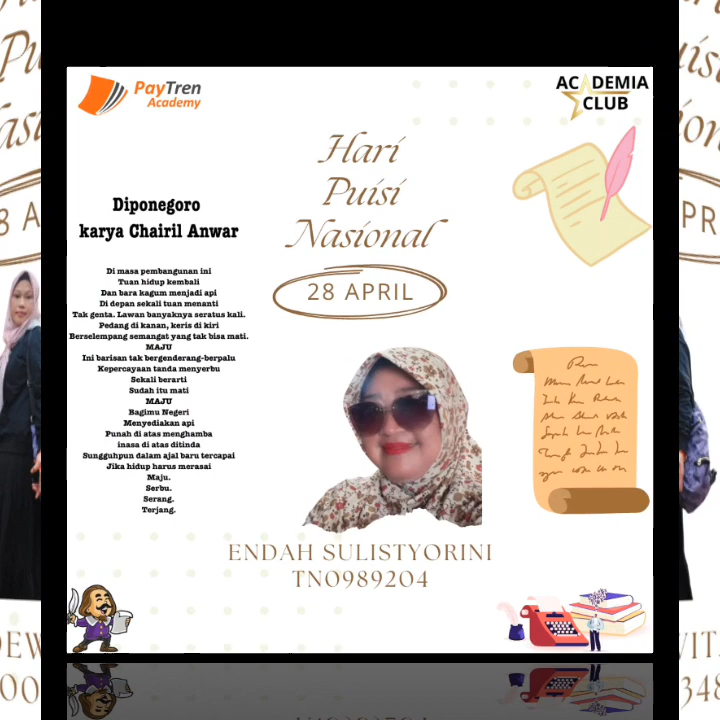 PayTren
Academy
ACADEMIA
CLUB
Hari
Puisi
Nasional
28 APRIL
Diponegoro
karya Chairil Anwar
Di masa pembangunan ini
Tuan hidup kembali
Dan bara kagum menjadi api
Di depan sekali tuan menanti
Tak genta. Lawan banyaknya seratus kali.
Pedang di kanan, keris di kiri
Berselempang semangat yang tak bisa mati.
MAJU
Ini barisan tak bergenderang-berpalu
Kepercayaan tanda menyerbu
Sekali berarti
Sudah itu mati
MAJU
Bagimu Negeri
Menyediakan api
Punah di atas menghamba
inasa di atas ditinda
Sungguhpun dalam ajal baru tercapai
Jika hidup harus merasai
Maju.
Serbu.
Serang.
Terjang.
ENDAH SULISTYORINI
TN0989204